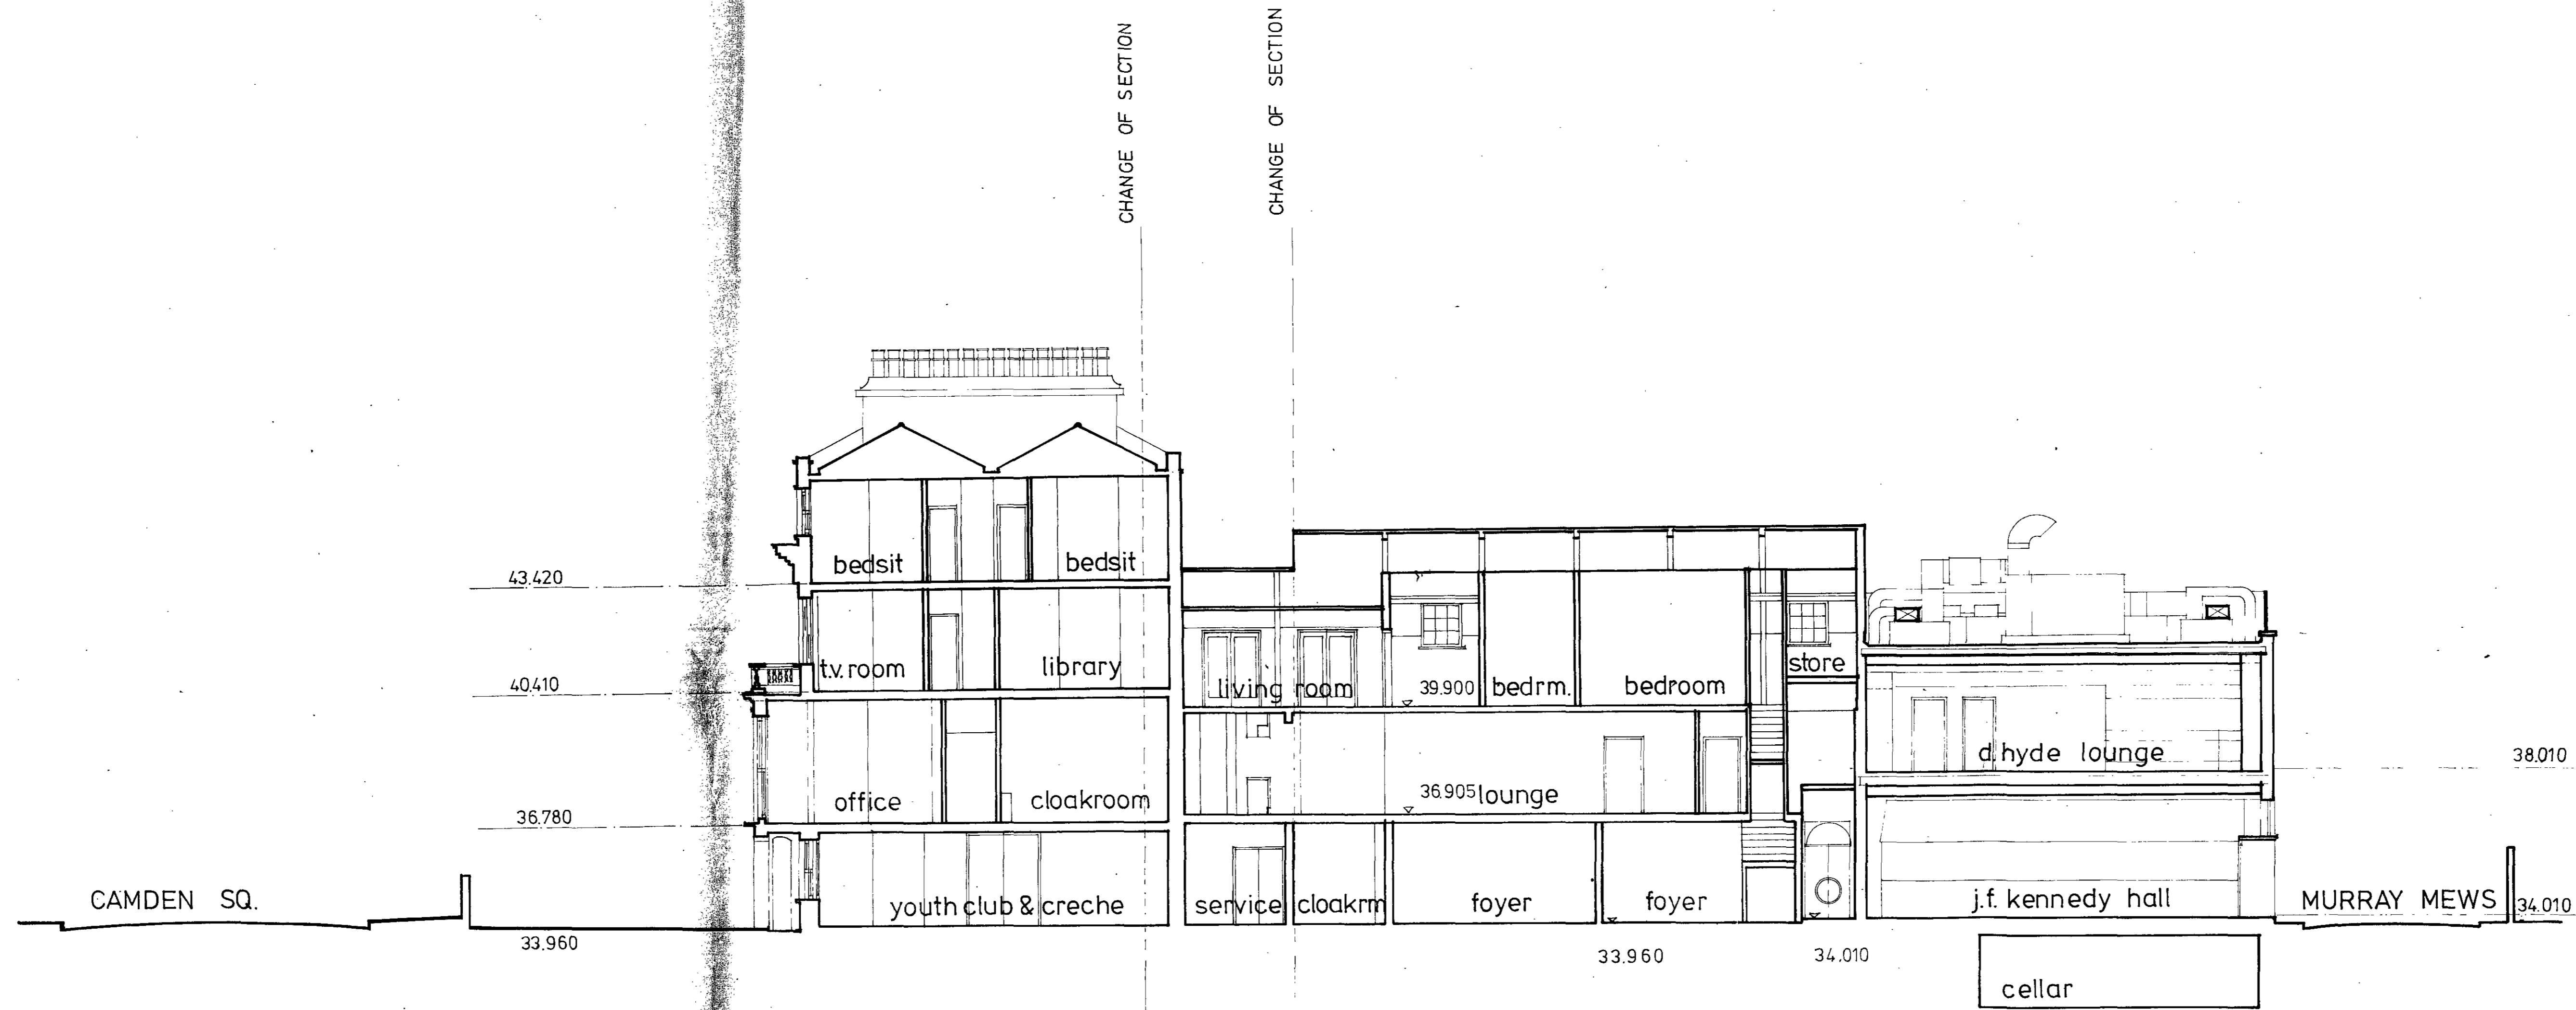 CHANGE OF SECTION
CHANGE OF SECTION
bedsit
bedsit
43.420
t.v. room
library
living room
39.900
bedrm.
bedroom
store
40.410
d. hyde lounge
38.010
office
cloakroom
36.905
lounge
36.780
CAMDEN SQ.
youth club & creche
service
cloakrm
foyer
foyer
j.f. kennedy hall
MURRAY MEWS
34.010
33.960
33.960
34.010
cellar